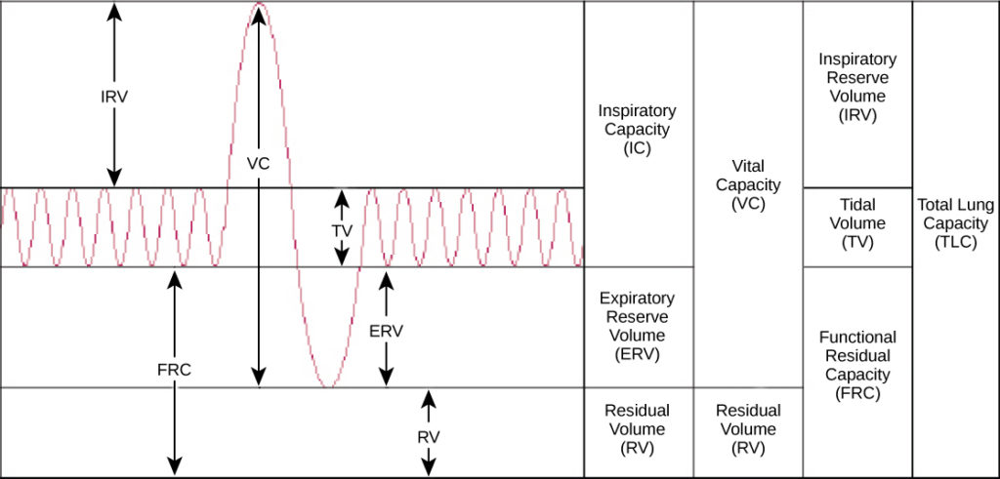 IRV
VC
TV
FRC
ERV
RV
Inspiratory
Capacity
(IC)
Expiratory
Reserve
Volume
(ERV)
Residual
Volume
(RV)
Vital
Capacity
(VC)
Residual
Volume
(RV)
Inspiratory
Reserve
Volume
(IRV)
Tidal
Volume
(TV)
Functional
Residual
Capacity
(FRC)
Total Lung
Capacity
(TLC)